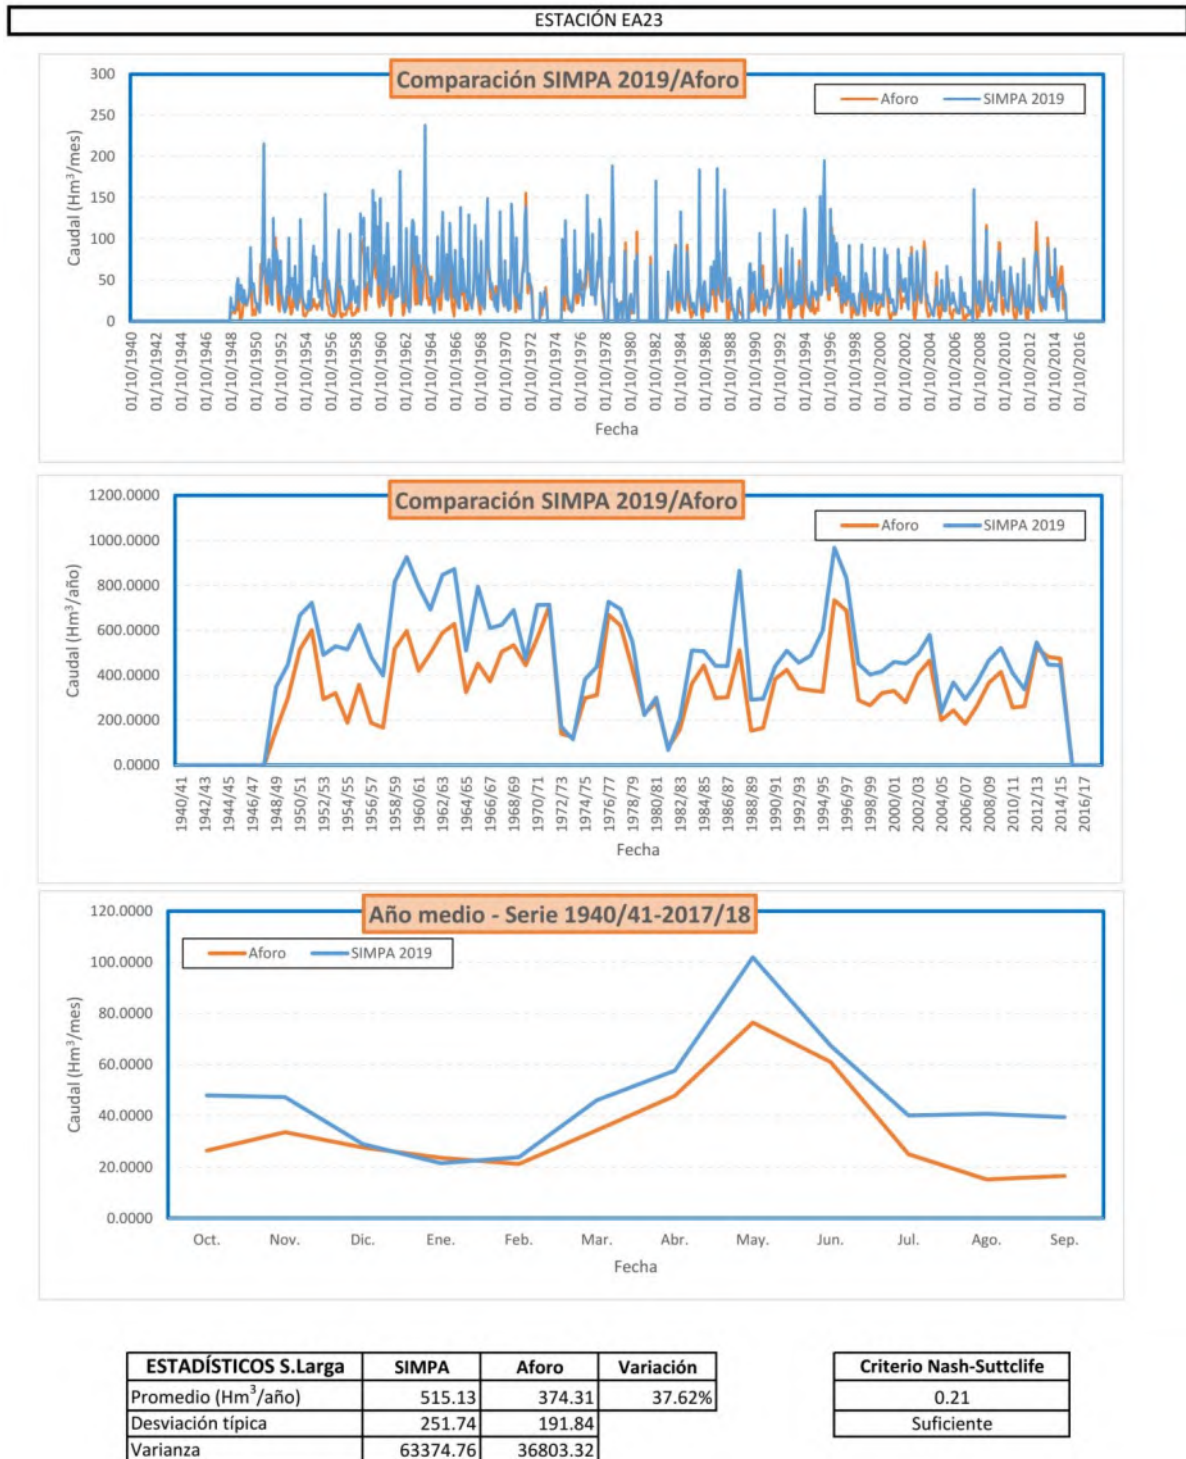 ESTACIÓN EA23
Comparación SIMPA 2019/Aforo
Aforo SIMPA 2019
Caudal (Hm³/mes)
300
250
200
150
100
50
0
01/10/1940 01/10/1942 01/10/1944 01/10/1946 01/10/1948 01/10/1950 01/10/1952 01/10/1954 01/10/1956 01/10/1958 01/10/1960 01/10/1962 01/10/1964 01/10/1966 01/10/1968 01/10/1970 01/10/1972 01/10/1974 01/10/1976 01/10/1978 01/10/1980 01/10/1982 01/10/1984 01/10/1986 01/10/1988 01/10/1990 01/10/1992 01/10/1994 01/10/1996 01/10/1998 01/10/2000 01/10/2002 01/10/2004 01/10/2006 01/10/2008 01/10/2010 01/10/2012 01/10/2014 01/10/2016
Fecha
Comparación SIMPA 2019/Aforo
Aforo SIMPA 2019
Caudal (Hm³/año)
1200.0000
1000.0000
800.0000
600.0000
400.0000
200.0000
0.0000
1940/41 1942/43 1944/45 1946/47 1948/49 1950/51 1952/53 1954/55 1956/57 1958/59 1960/61 1962/63 1964/65 1966/67 1968/69 1970/71 1972/73 1974/75 1976/77 1978/79 1980/81 1982/83 1984/85 1986/87 1988/89 1990/91 1992/93 1994/95 1996/97 1998/99 2000/01 2002/03 2004/05 2006/07 2008/09 2010/11 2012/13 2014/15 2016/17
Fecha
Año medio - Serie 1940/41-2017/18
Aforo SIMPA 2019
Caudal (Hm³/mes)
120.0000
100.0000
80.0000
60.0000
40.0000
20.0000
0.0000
Oct. Nov. Dic. Ene. Feb. Mar. Abr. May. Jun. Jul. Ago. Sep.
Fecha
ESTADÍSTICOS S.Larga SIMPA Aforo Variación
Promedio (Hm³/año) 515.13 374.31 37.62%
Desviación típica 251.74 191.84
Varianza 63374.76 36803.32
Criterio Nash-Suttclife
0.21
Suficiente